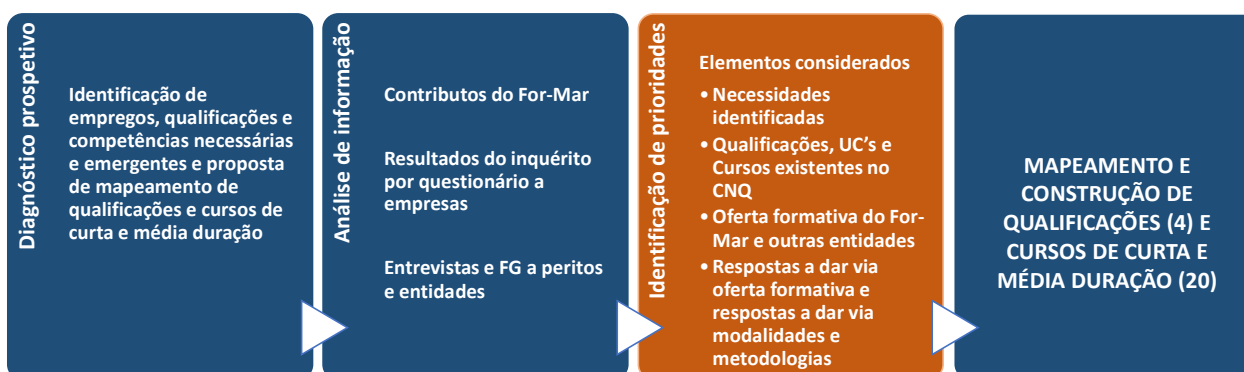 Diagnóstico prospetivo
Identificação de
empregos, qualificações e
competências necessárias
e emergentes e proposta
de mapeamento de
qualificações e cursos de
curta e média duração
Análise de informação
Contributos do For-Mar
Resultados do inquérito
por questionário a
empresas
Entrevistas e FG a peritos
e entidades
Identificação de prioridades
Elementos considerados
• Necessidades
identificadas
• Qualificações, UC's e
Cursos existentes no
CNQ
• Oferta formativa do For-
Mar e outras entidades
• Respostas a dar via
oferta formativa e
respostas a dar via
modalidades e
metodologias
MAPEAMENTO E
CONSTRUÇÃO DE
QUALIFICAÇÕES (4) E
CURSOS DE CURTA E
MÉDIA DURAÇÃO (20)